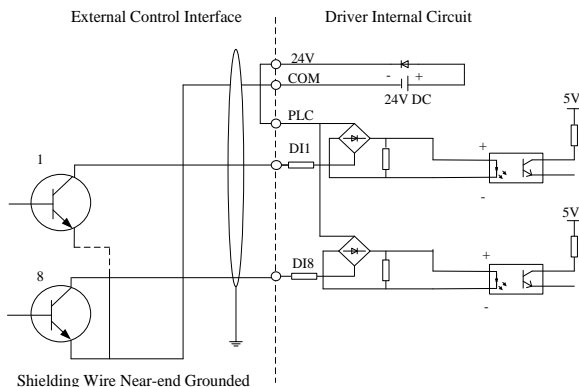 External Control Interface
Driver Internal Circuit
24V
- +
COM
24V DC
PLC
5V
1
DI1
+
-
5V
8
DI8
+
-
Shielding Wire Near-end Grounded